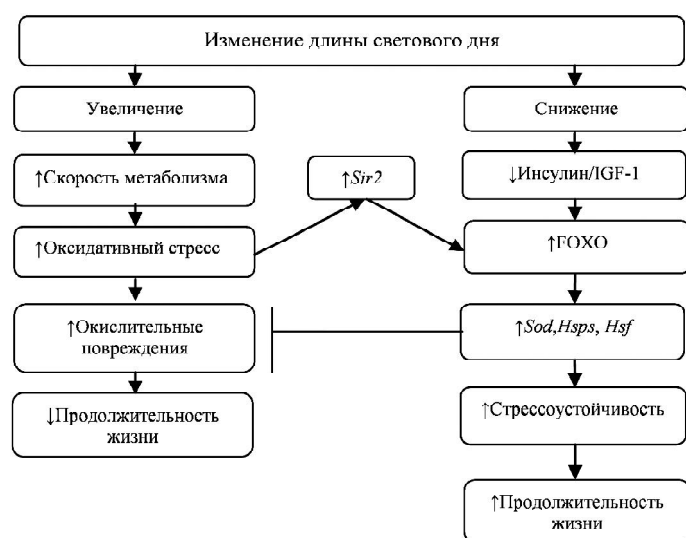 Изменение длины светового дня
Увеличение
Снижение
↑Скорость метаболизма
↑Sir2
↓Инсулин/IGF-1
↑Оксидативный стресс
↑FOXO
↑Окислительные
повреждения
↑Sod,Hsps, Hsf
↓Продолжительность
жизни
↑Стрессоустойчивость
↑Продолжительность
жизни